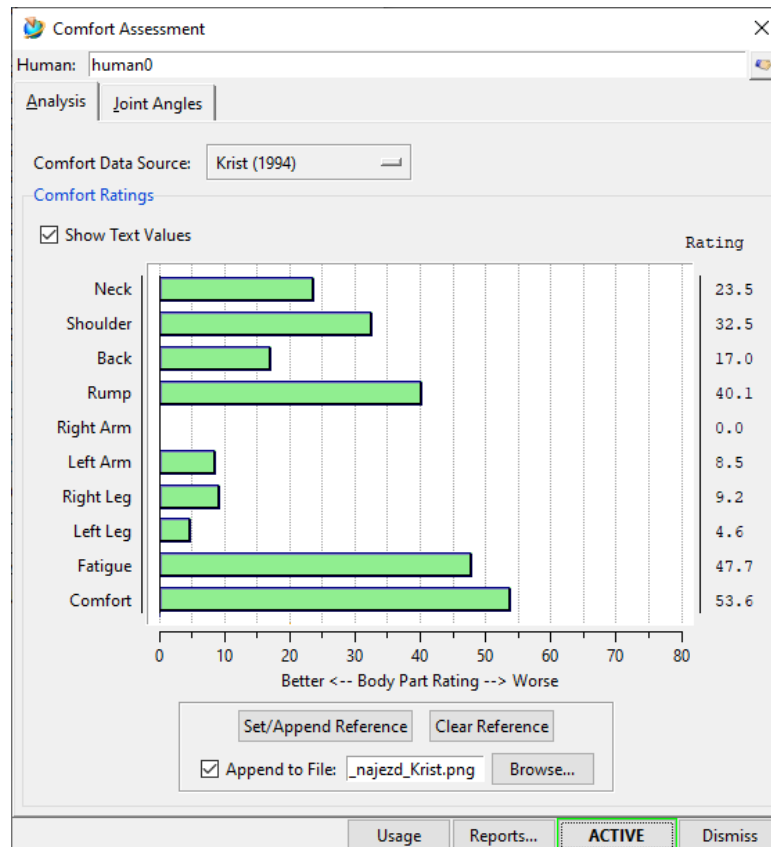 Comfort Assessment
Human: human0
Analysis Joint Angles
Comfort Data Source: Krist (1994)
Comfort Ratings
Show Text Values
Rating
Neck 23.5
Shoulder 32.5
Back 17.0
Rump 40.1
Right Arm 0.0
Left Arm 8.5
Right Leg 9.2
Left Leg 4.6
Fatigue 47.7
Comfort 53.6
0 10 20 30 40 50 60 70 80
Better <-- Body Part Rating --> Worse
Set/Append Reference Clear Reference
Append to File: _najezd_Krist.png Browse...
Usage Reports... ACTIVE Dismiss